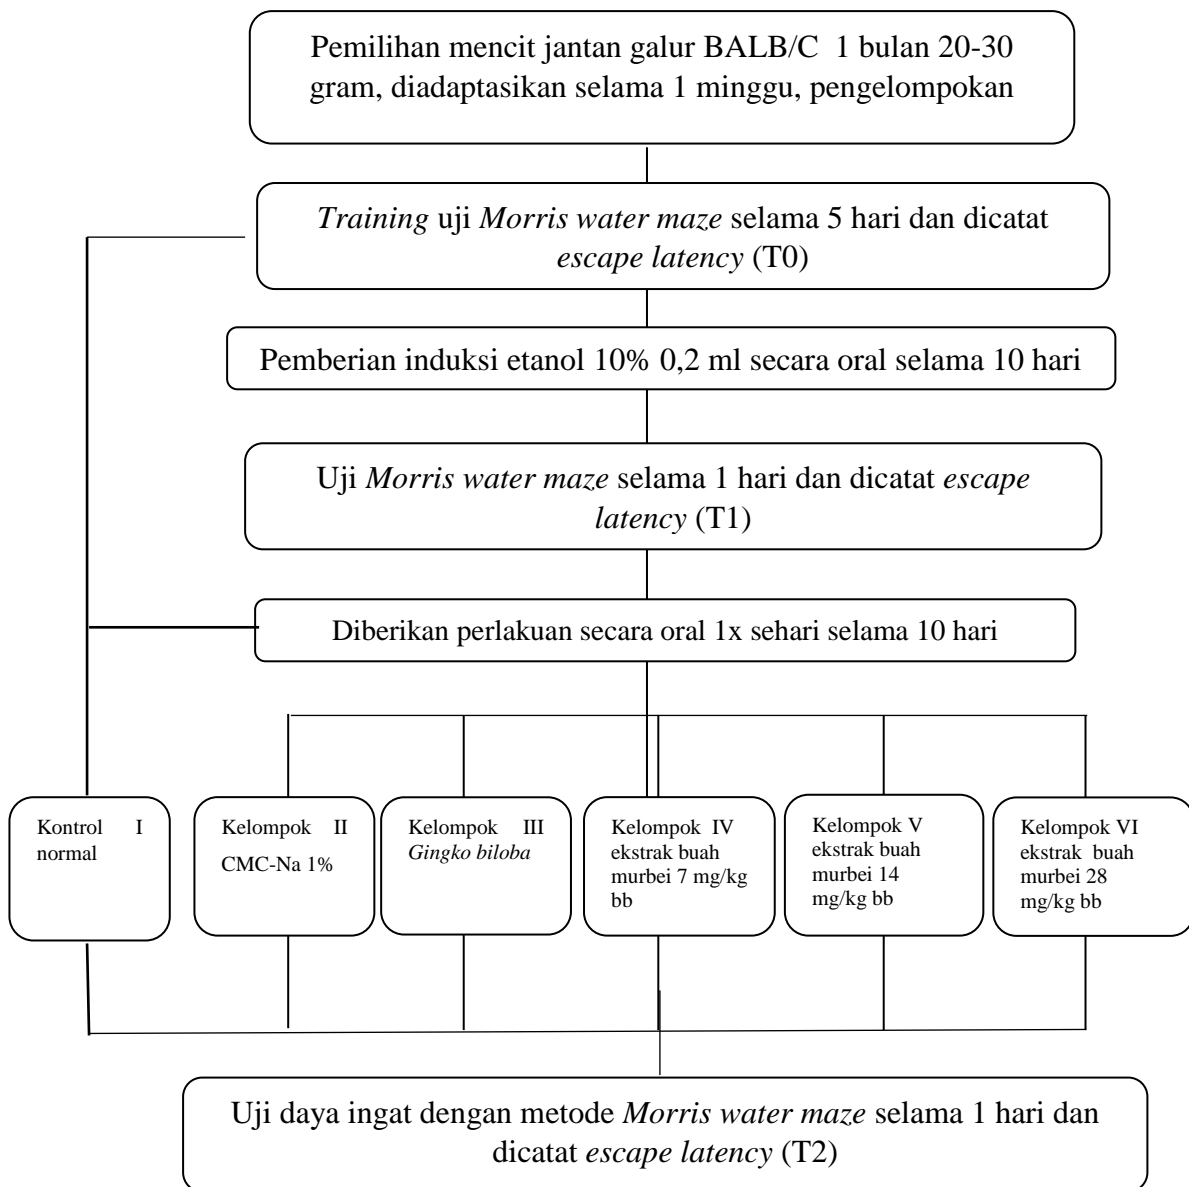 Pemilihan mencit jantan galur BALB/C 1 bulan 20-30
gram, diadaptasikan selama 1 minggu, pengelompokan
Training uji Morris water maze selama 5 hari dan dicatat
escape latency (T0)
Pemberian induksi etanol 10% 0,2 ml secara oral selama 10 hari
Uji Morris water maze selama 1 hari dan dicatat escape
latency (T1)
Diberikan perlakuan secara oral 1x sehari selama 10 hari
Kontrol I
normal
Kelompok II
CMC-Na 1%
Kelompok III
Gingko biloba
Kelompok IV
ekstrak buah
murbei 7 mg/kg
bb
Kelompok V
ekstrak buah
murbei 14
mg/kg bb
Kelompok VI
ekstrak buah
murbei 28
mg/kg bb
Uji daya ingat dengan metode Morris water maze selama 1 hari dan
dicatat escape latency (T2)